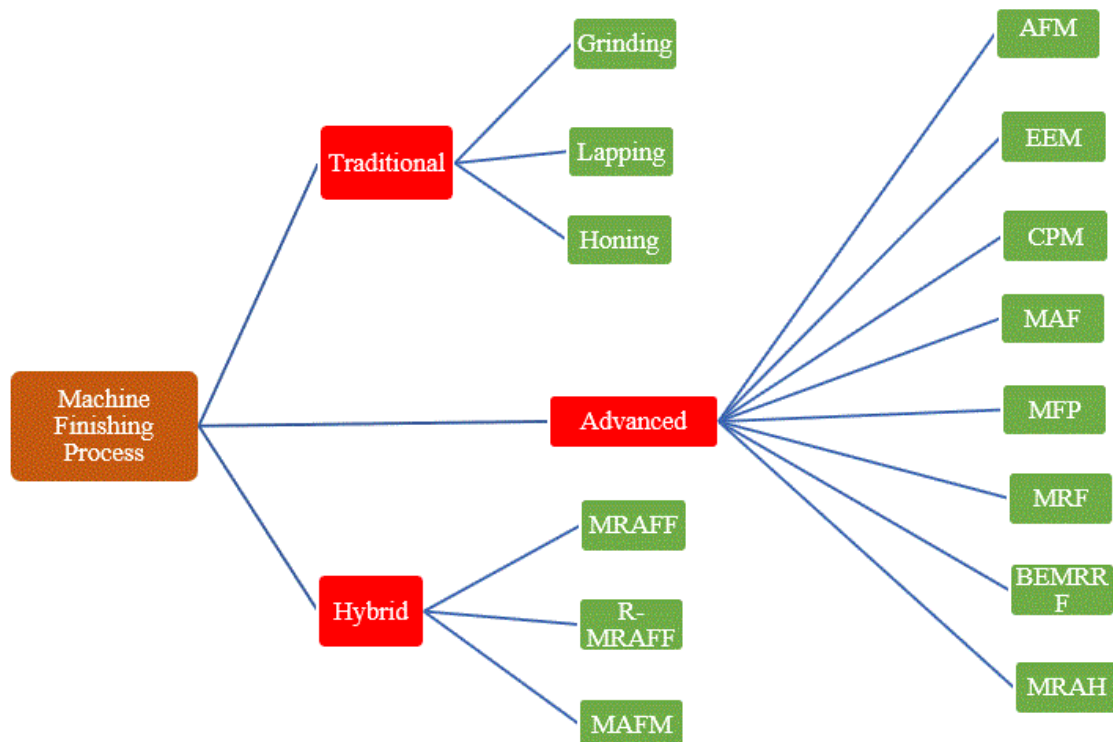 Machine
Finishing
Process
Traditional
Grinding
Lapping
Honing
Advanced
AFM
EEM
CPM
MAF
MFP
MRF
BEMRR
F
MRAH
Hybrid
MRAFF
R-
MRAFF
MAFM